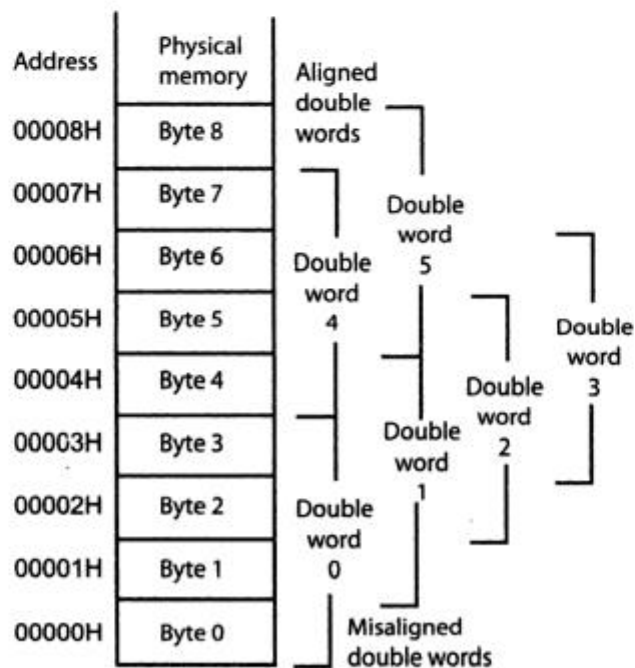 Address
Physical
memory
Aligned
double
words
00008H
Byte 8
00007H
Byte 7
Double
word
5
00006H
Byte 6
Double
word
4
00005H
Byte 5
Double
word
3
00004H
Byte 4
Double
word
2
00003H
Byte 3
Double
word
1
00002H
Byte 2
Double
word
0
00001H
Byte 1
00000H
Byte 0
Misaligned
double words